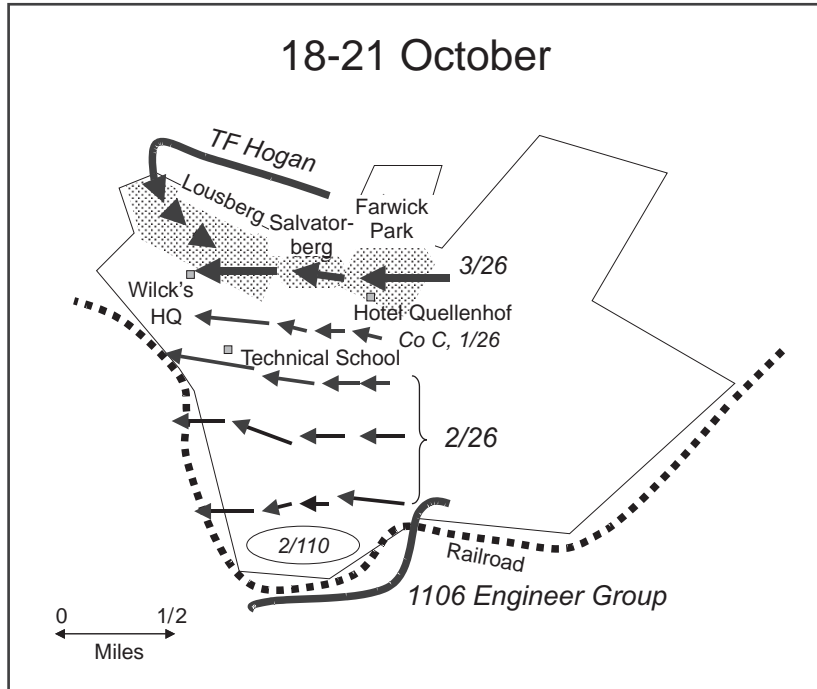 18-21 October
TF Hogan
Lousberg
Salvator-
berg
Farwick
Park
3/26
Wilck's
HQ
Hotel Quellenhof
Co C, 1/26
Technical School
2/26
2/110
Railroad
1106 Engineer Group
0 1/2
Miles